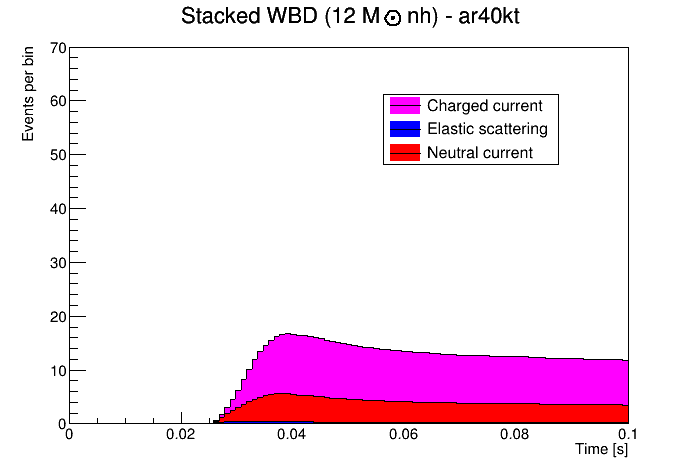 Stacked WBD (12 M⊙ nh) - ar40kt
Events per bin
70
60
50
40
30
20
10
0
Charged current
Elastic scattering
Neutral current
0 0.02 0.04 0.06 0.08 0.1
Time [s]